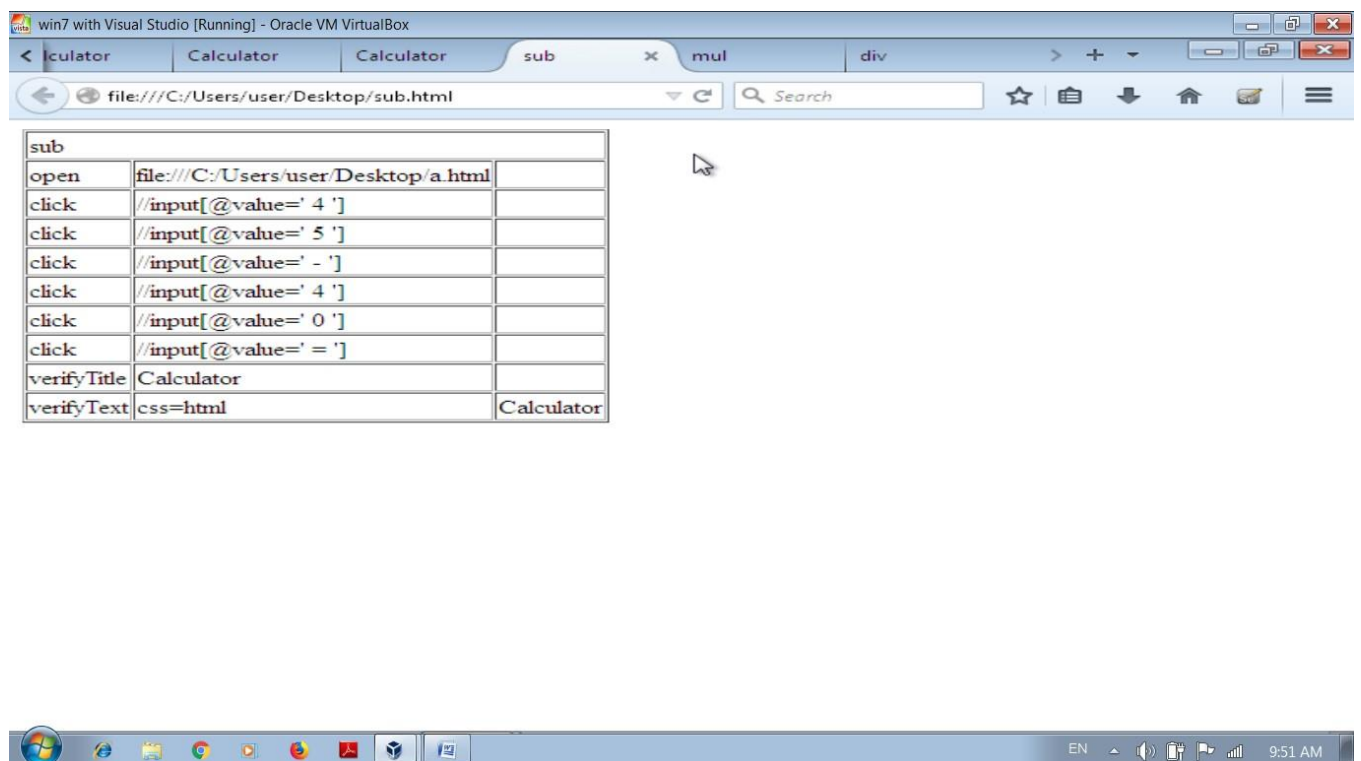 win7 with Visual Studio [Running] - Oracle VM VirtualBox
lculator Calculator Calculator sub mul div
file:///C:/Users/user/Desktop/sub.html Search
sub
open file:///C:/Users/user/Desktop/a.html
click //input[@value=' 4 ']
click //input[@value=' 5 ']
click //input[@value=' - ']
click //input[@value=' 4 ']
click //input[@value=' 0 ']
click //input[@value=' = ']
verifyTitle Calculator
verifyText css=html Calculator
EN 9:51 AM